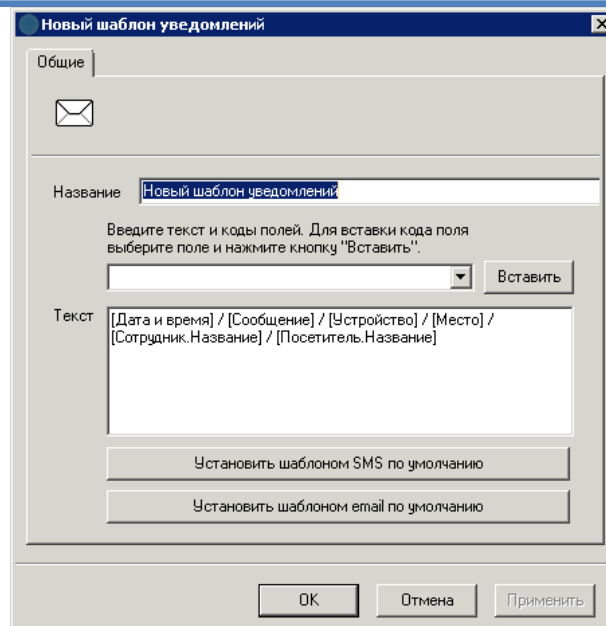 Новый шаблон уведомлений
Общие
Название
Новый шаблон уведомлений
Введите текст и коды полей. Для вставки кода поля
выберите поле и нажмите кнопку "Вставить".
Вставить
Текст
[Дата и время] / [Сообщение] / [Устройство] / [Место] /
[Сотрудник.Название] / [Посетитель.Название]
Установить шаблоном SMS по умолчанию
Установить шаблоном email по умолчанию
OK
Отмена
Применить